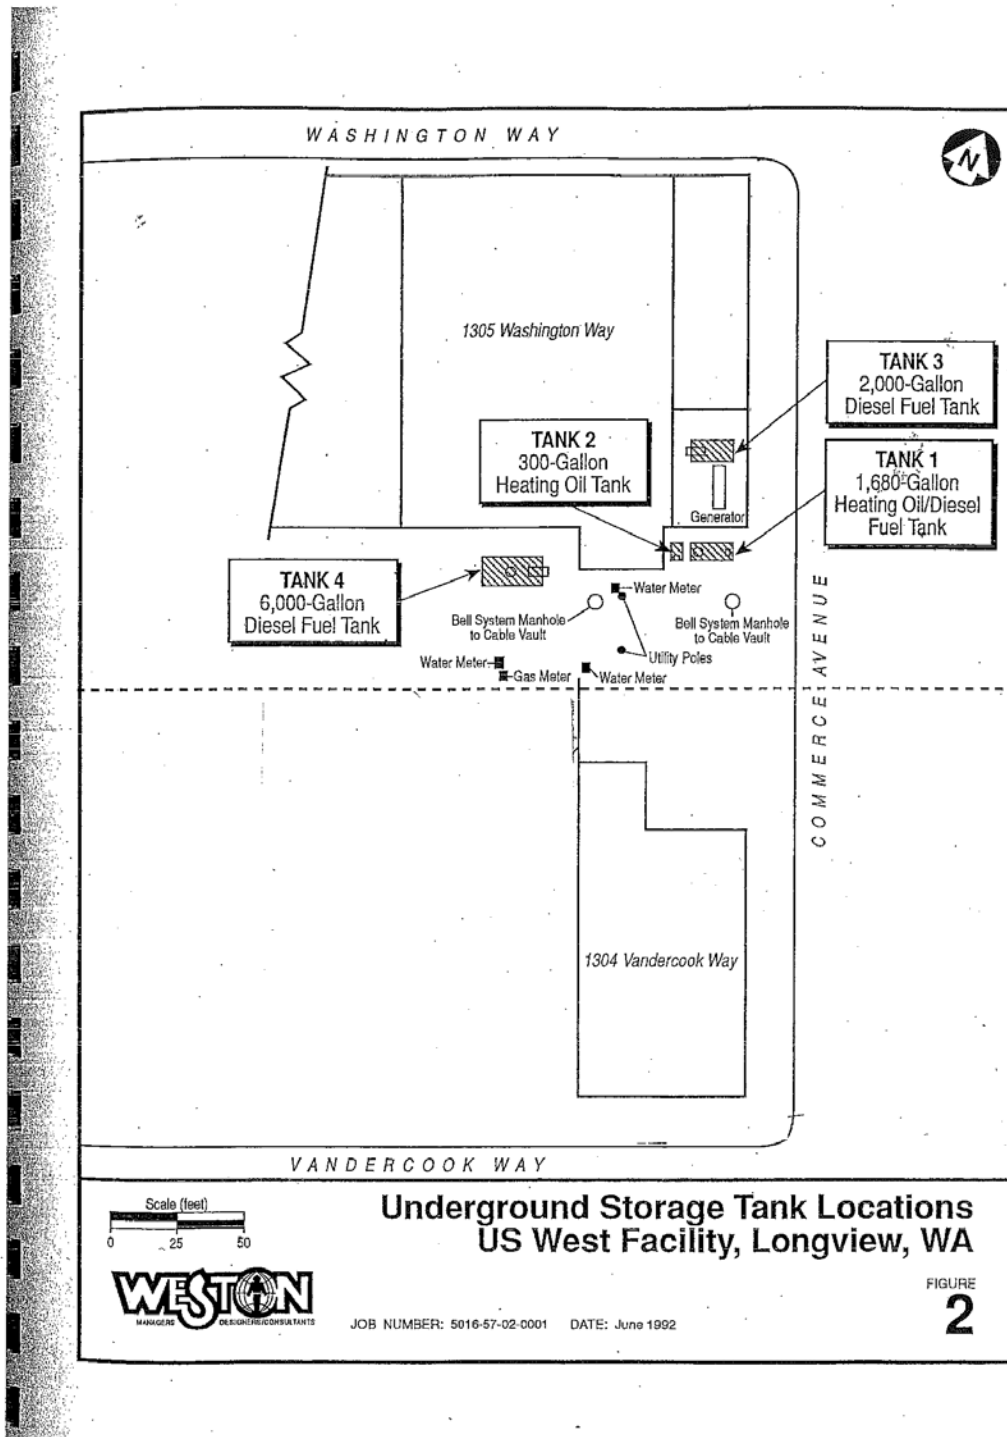 WASHINGTON WAY
N
1305 Washington Way
TANK 3
2,000-Gallon
Diesel Fuel Tank
TANK 2
300-Gallon
Heating Oil Tank
TANK 1
1,680-Gallon
Heating Oil/Diesel
Fuel Tank
Generator
TANK 4
6,000-Gallon
Diesel Fuel Tank
Water Meter
Bell System Manhole
to Cable Vault
Bell System Manhole
to Cable Vault
Utility Poles
Water Meter
Gas Meter
Water Meter
COMMERCE AVENUE
1304 Vandercook Way
VANDERCOOK WAY
Scale (feet)
0 25 50
Underground Storage Tank Locations
US West Facility, Longview, WA
WESTON
MANAGERS DESIGNERS/CONSULTANTS
JOB NUMBER: 5016-57-02-0001 DATE: June 1992
FIGURE
2